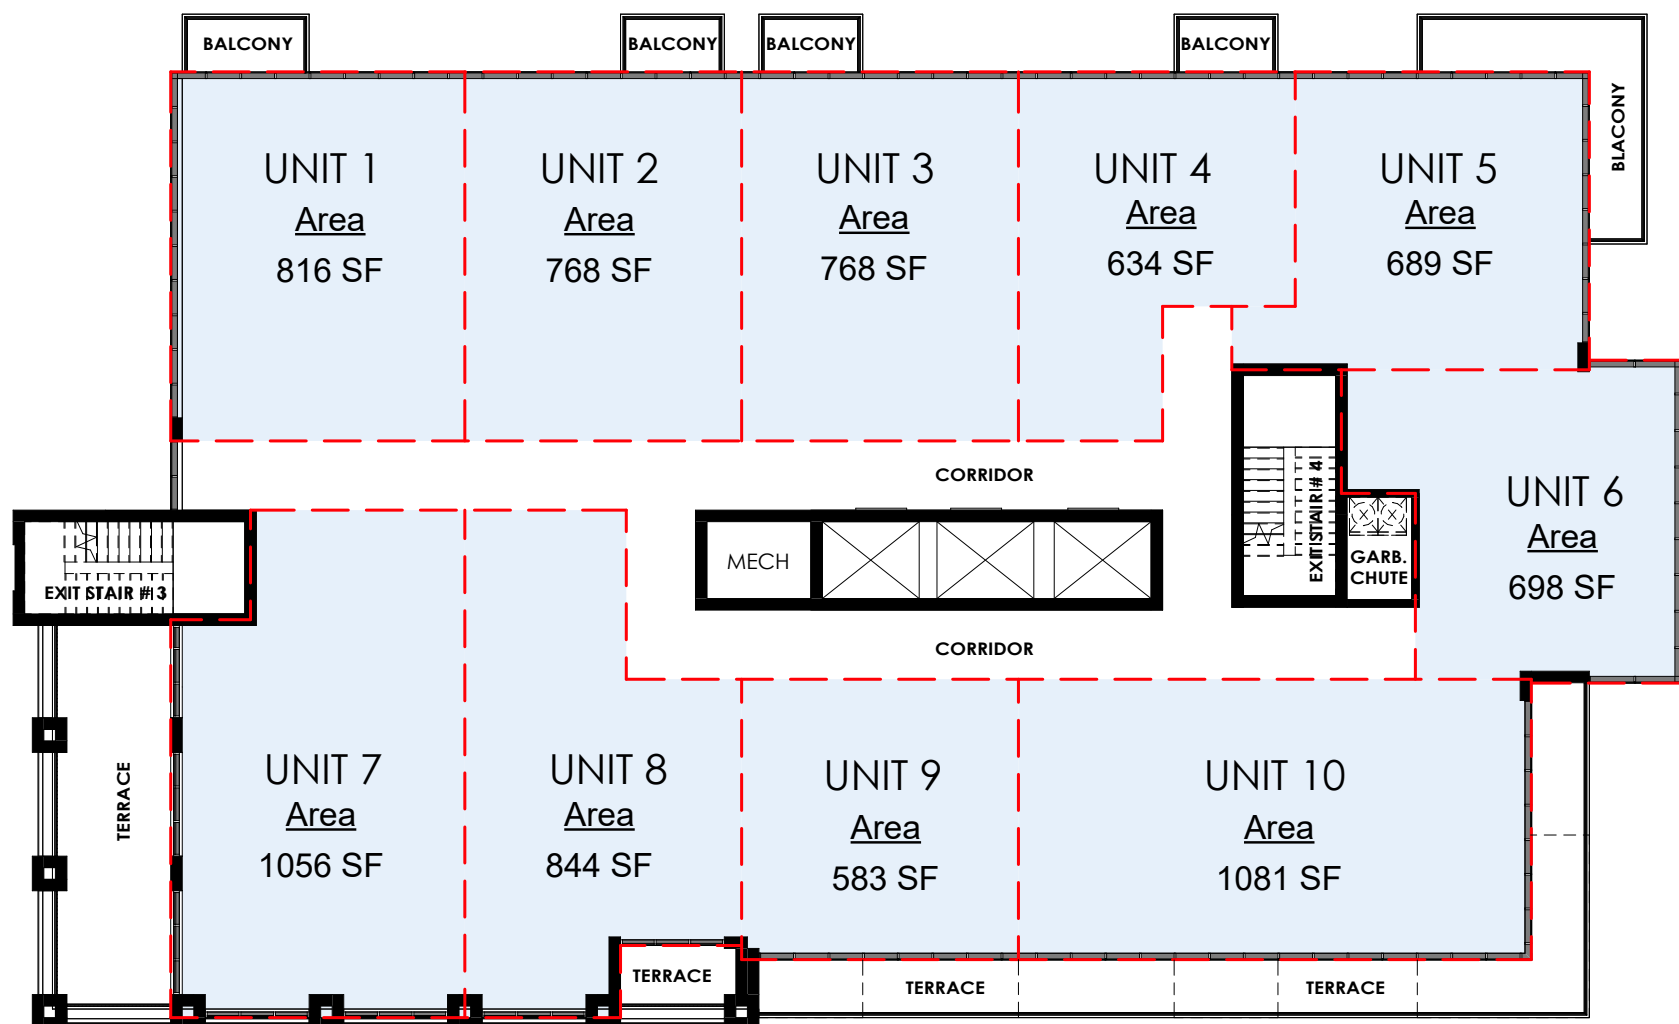 BALCONY
BALCONY
BALCONY
BALCONY
BLACONY
UNIT 1
Area
816 SF
UNIT 2
Area
768 SF
UNIT 3
Area
768 SF
UNIT 4
Area
634 SF
UNIT 5
Area
689 SF
CORRIDOR
UNIT 6
Area
698 SF
EXIT STAIR # 4
GARB.
CHUTE
MECH
EXIT STAIR # 3
CORRIDOR
TERRACE
UNIT 7
Area
1056 SF
UNIT 8
Area
844 SF
UNIT 9
Area
583 SF
UNIT 10
Area
1081 SF
TERRACE
TERRACE
TERRACE